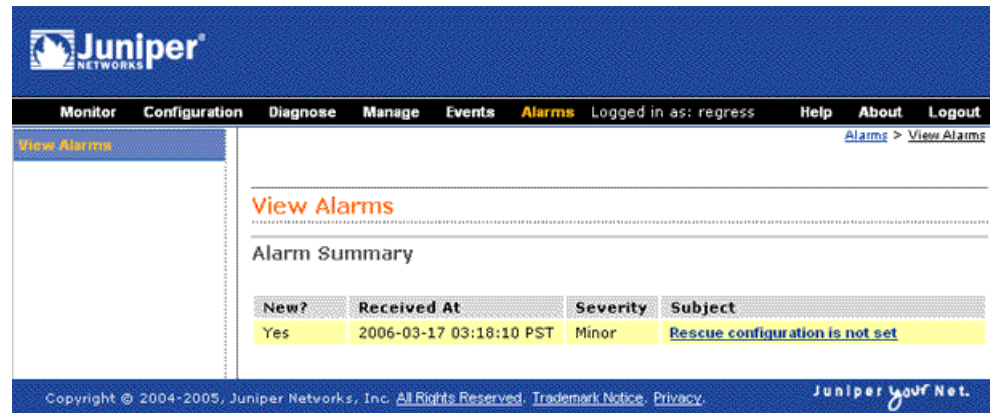 Juniper®
NETWORKS
Monitor Configuration Diagnose Manage Events Alarms Logged in as: regress Help About Logout
View Alarms
Alarms > View Alarms
View Alarms
Alarm Summary
New? Received At Severity Subject
Yes 2006-03-17 03:18:10 PST Minor Rescue configuration is not set
Copyright © 2004-2005, Juniper Networks, Inc. All Rights Reserved. Trademark Notice. Privacy.
Juniper your Net.